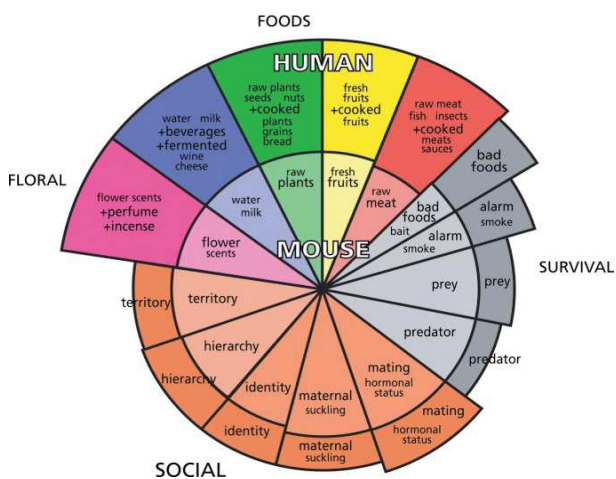 FOODS
HUMAN
raw plants
seeds nuts
+cooked
plants
grains
bread
fresh
fruits
+cooked
fruits
water milk
+beverages
+fermented
wine
cheese
raw meat
fish insects
+cooked
meats
sauces
FLORAL
flower scents
+perfume
+incense
bad
foods
alarm
smoke
prey
predator
SURVIVAL
raw
plants
fresh
fruits
water
milk
raw
meat
flower
scents
MOUSE
bad
foods
bait
alarm
smoke
prey
predator
territory
territory
hierarchy
hierarchy
identity
identity
maternal
suckling
maternal
suckling
mating
hormonal
status
mating
hormonal
status
SOCIAL